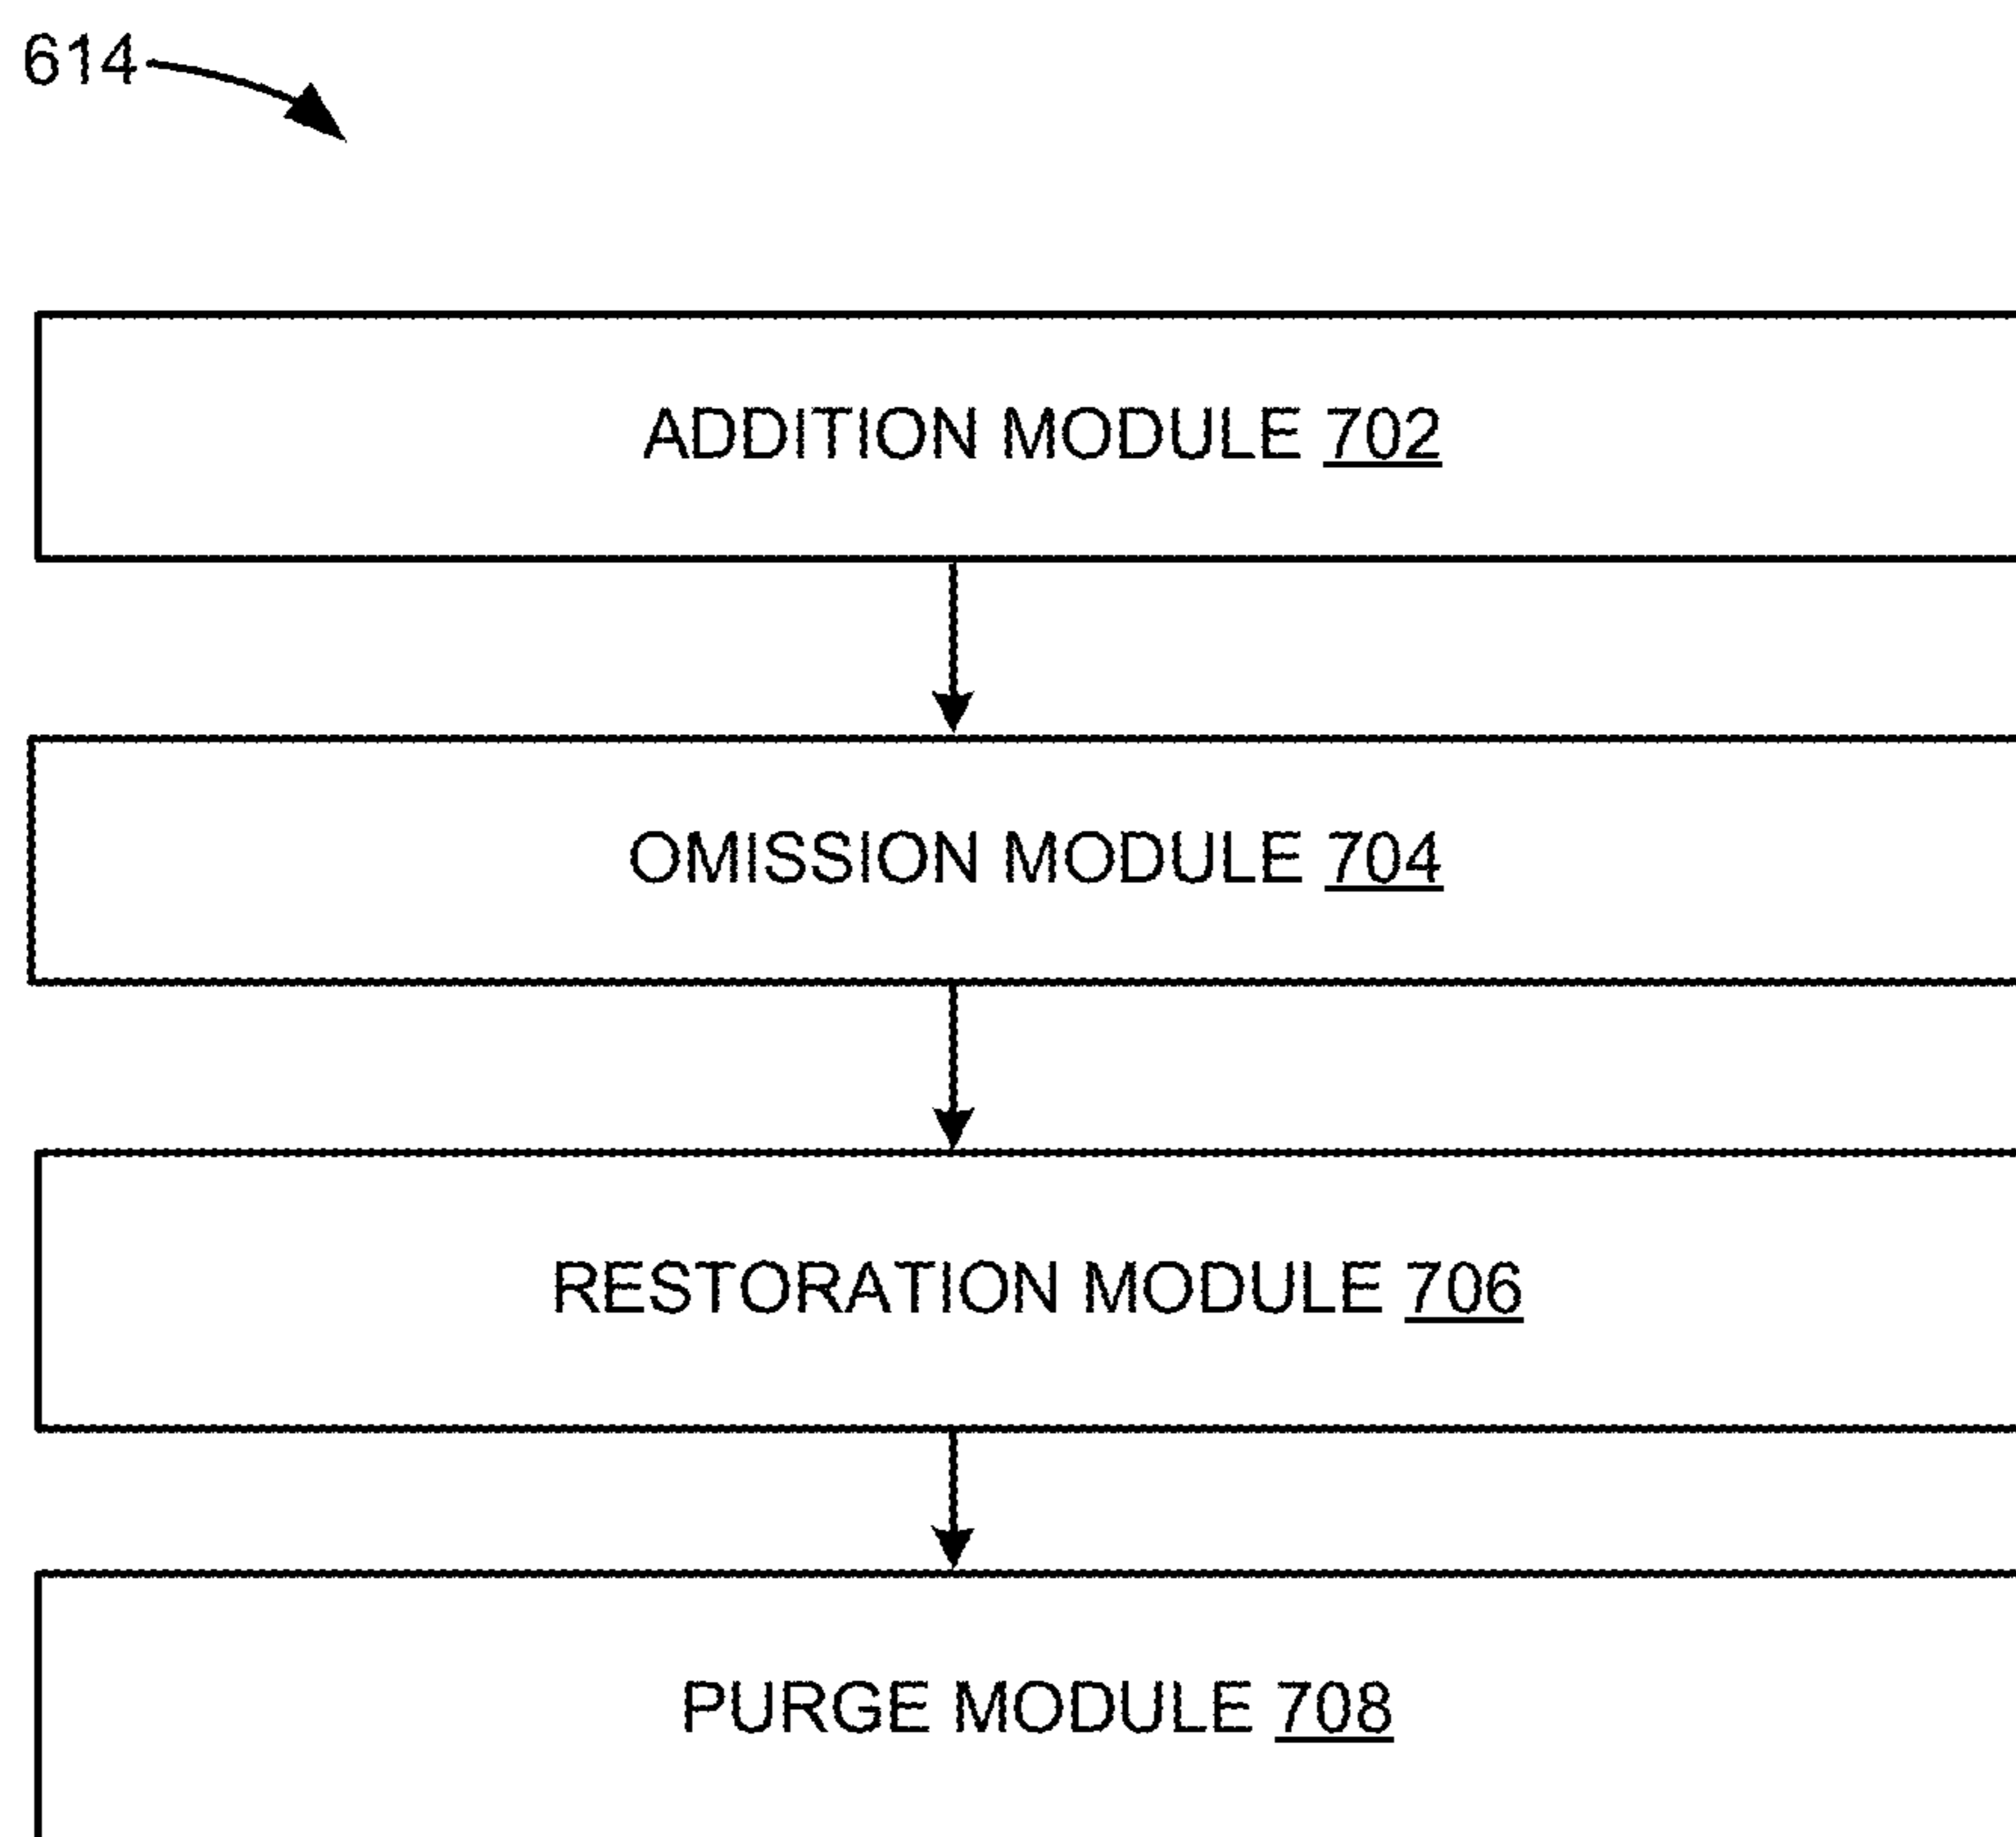 614
ADDITION MODULE 702
OMISSION MODULE 704
RESTORATION MODULE 706
PURGE MODULE 708